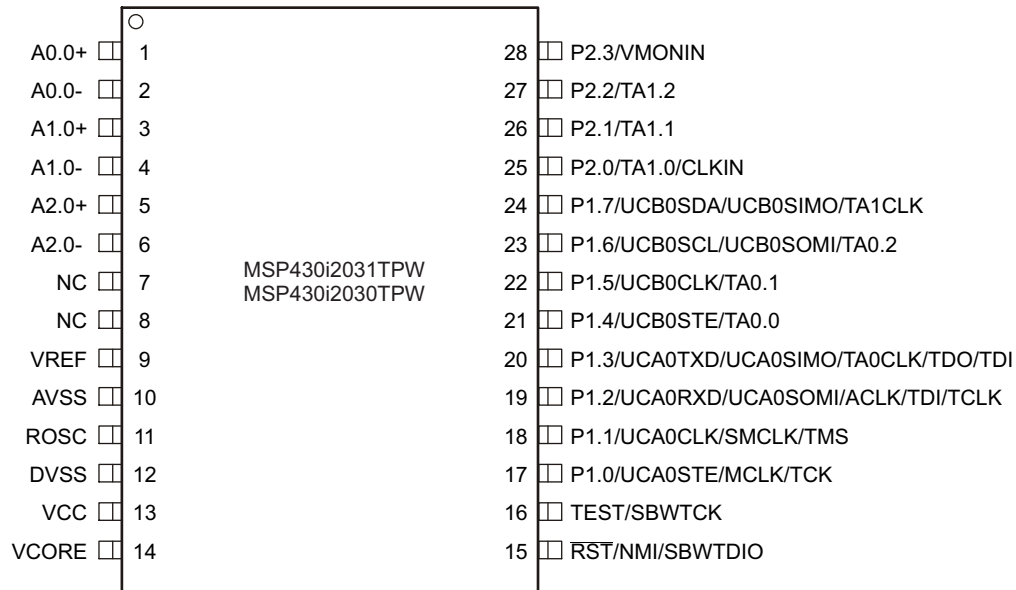 A0.0+ 1 28 P2.3/VMONIN
A0.0- 2 27 P2.2/TA1.2
A1.0+ 3 26 P2.1/TA1.1
A1.0- 4 25 P2.0/TA1.0/CLKIN
A2.0+ 5 24 P1.7/UCB0SDA/UCB0SIMO/TA1CLK
A2.0- 6 23 P1.6/UCB0SCL/UCB0SOMI/TA0.2
MSP430i2031TPW
NC 7 22 P1.5/UCB0CLK/TA0.1
MSP430i2030TPW
NC 8 21 P1.4/UCB0STE/TA0.0
VREF 9 20 P1.3/UCA0TXD/UCA0SIMO/TA0CLK/TDO/TDI
AVSS 10 19 P1.2/UCA0RXD/UCA0SOMI/ACLK/TDI/TCLK
ROSC 11 18 P1.1/UCA0CLK/SMCLK/TMS
DVSS 12 17 P1.0/UCA0STE/MCLK/TCK
VCC 13 16 TEST/SBWTCK
VCORE 14 15 RST/NMI/SBWTDIO